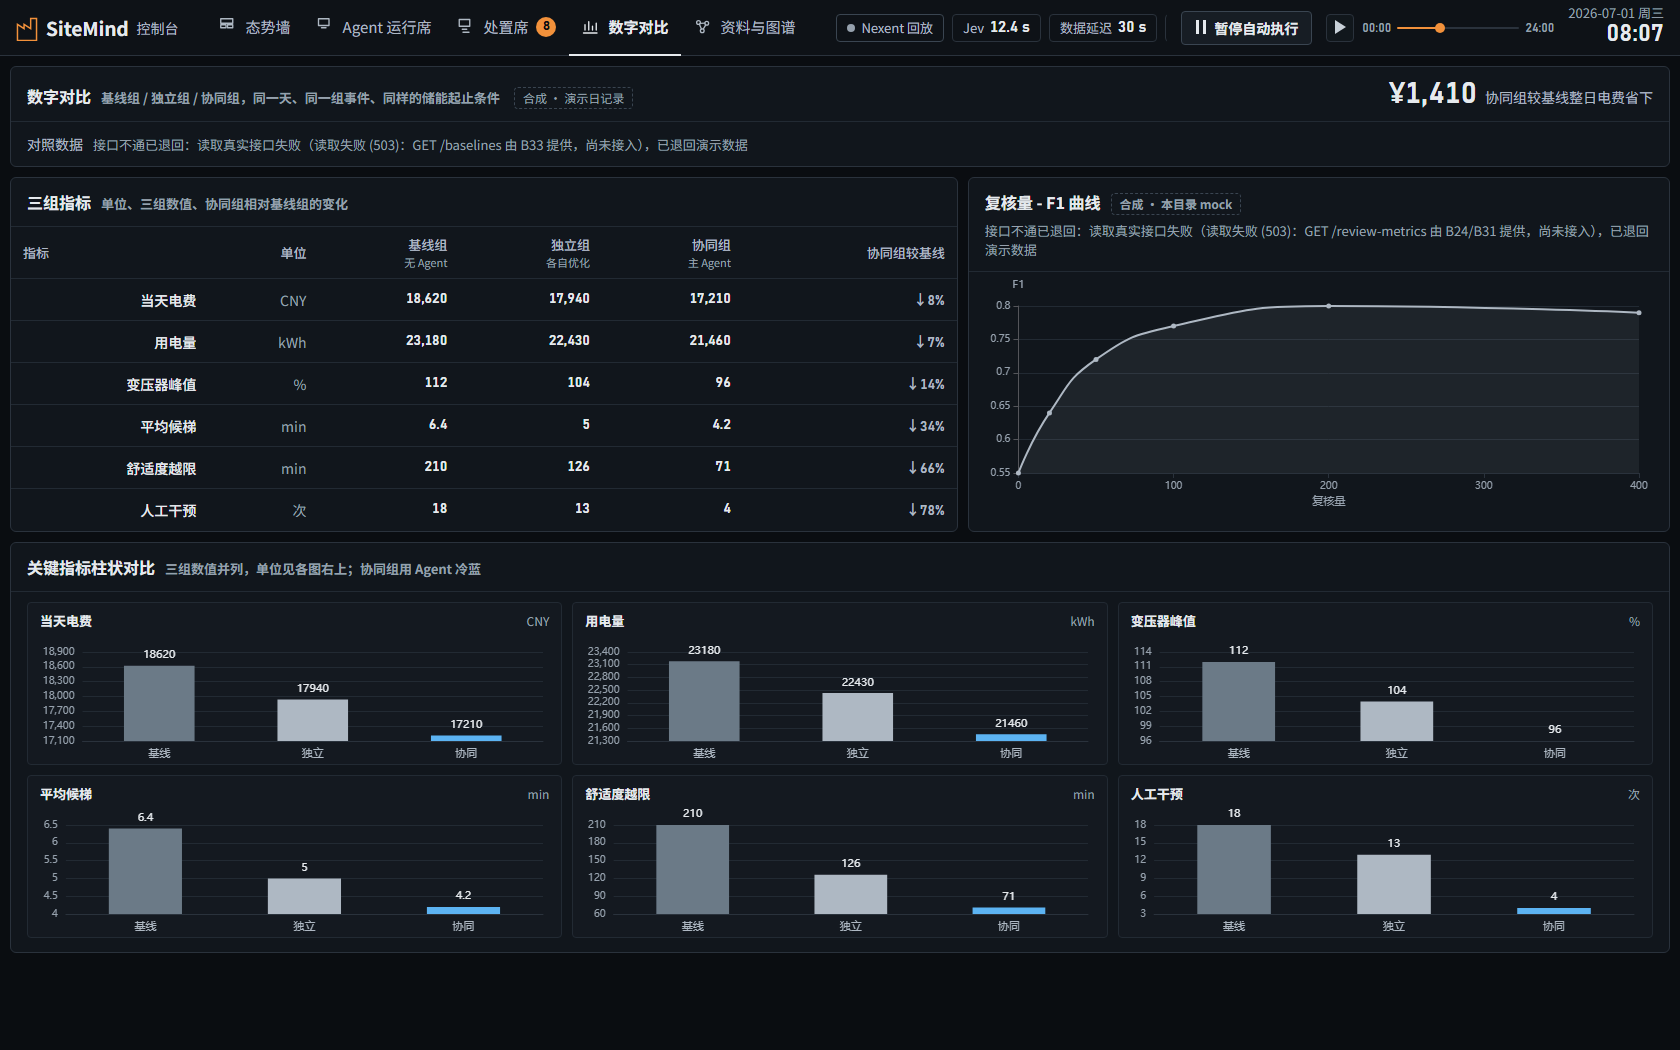 SiteMind 控制台
态势墙
Agent 运行席
处置席 8
数字对比
资料与图谱
Nexent 回放
Jev 12.4 s
数据延迟 30 s
暂停自动执行
00:00
24:00
2026-07-01 周三
08:07
数字对比 基线组 / 独立组 / 协同组，同一天、同一组事件、同样的储能起止条件 合成 · 演示日记录
¥1,410 协同组较基线整日电费省下
对照数据 接口不通已退回：读取真实接口失败（读取失败 (503)：GET /baselines 由 B33 提供，尚未接入），已退回演示数据
三组指标 单位、三组数值、协同组相对基线组的变化
指标 单位 基线组 独立组 协同组 协同组较基线
无 Agent 各自优化 主 Agent
当天电费 CNY 18,620 17,940 17,210 ↓8%
用电量 kWh 23,180 22,430 21,460 ↓7%
变压器峰值 % 112 104 96 ↓14%
平均候梯 min 6.4 5 4.2 ↓34%
舒适度越限 min 210 126 71 ↓66%
人工干预 次 18 13 4 ↓78%
复核量 - F1 曲线 合成 · 本目录 mock
接口不通已退回：读取真实接口失败（读取失败 (503)：GET /review-metrics 由 B24/B31 提供，尚未接入），已退回
演示数据
F1
0.8
0.75
0.7
0.65
0.6
0.55
0 100 200 300 400
复核量
关键指标柱状对比 三组数值并列，单位见各图右上；协同组用 Agent 冷蓝
当天电费 CNY
18,900
18,600
18,300
18,000
17,700
17,400
17,100
18620
17940
17210
基线 独立 协同
用电量 kWh
23,400
23,100
22,800
22,500
22,200
21,900
21,600
21,300
23180
22430
21460
基线 独立 协同
变压器峰值 %
114
111
108
105
102
99
96
112
104
96
基线 独立 协同
平均候梯 min
6.5
6
5.5
5
4.5
4
6.4
5
4.2
基线 独立 协同
舒适度越限 min
210
180
150
120
90
60
210
126
71
基线 独立 协同
人工干预 次
18
15
12
9
6
3
18
13
4
基线 独立 协同